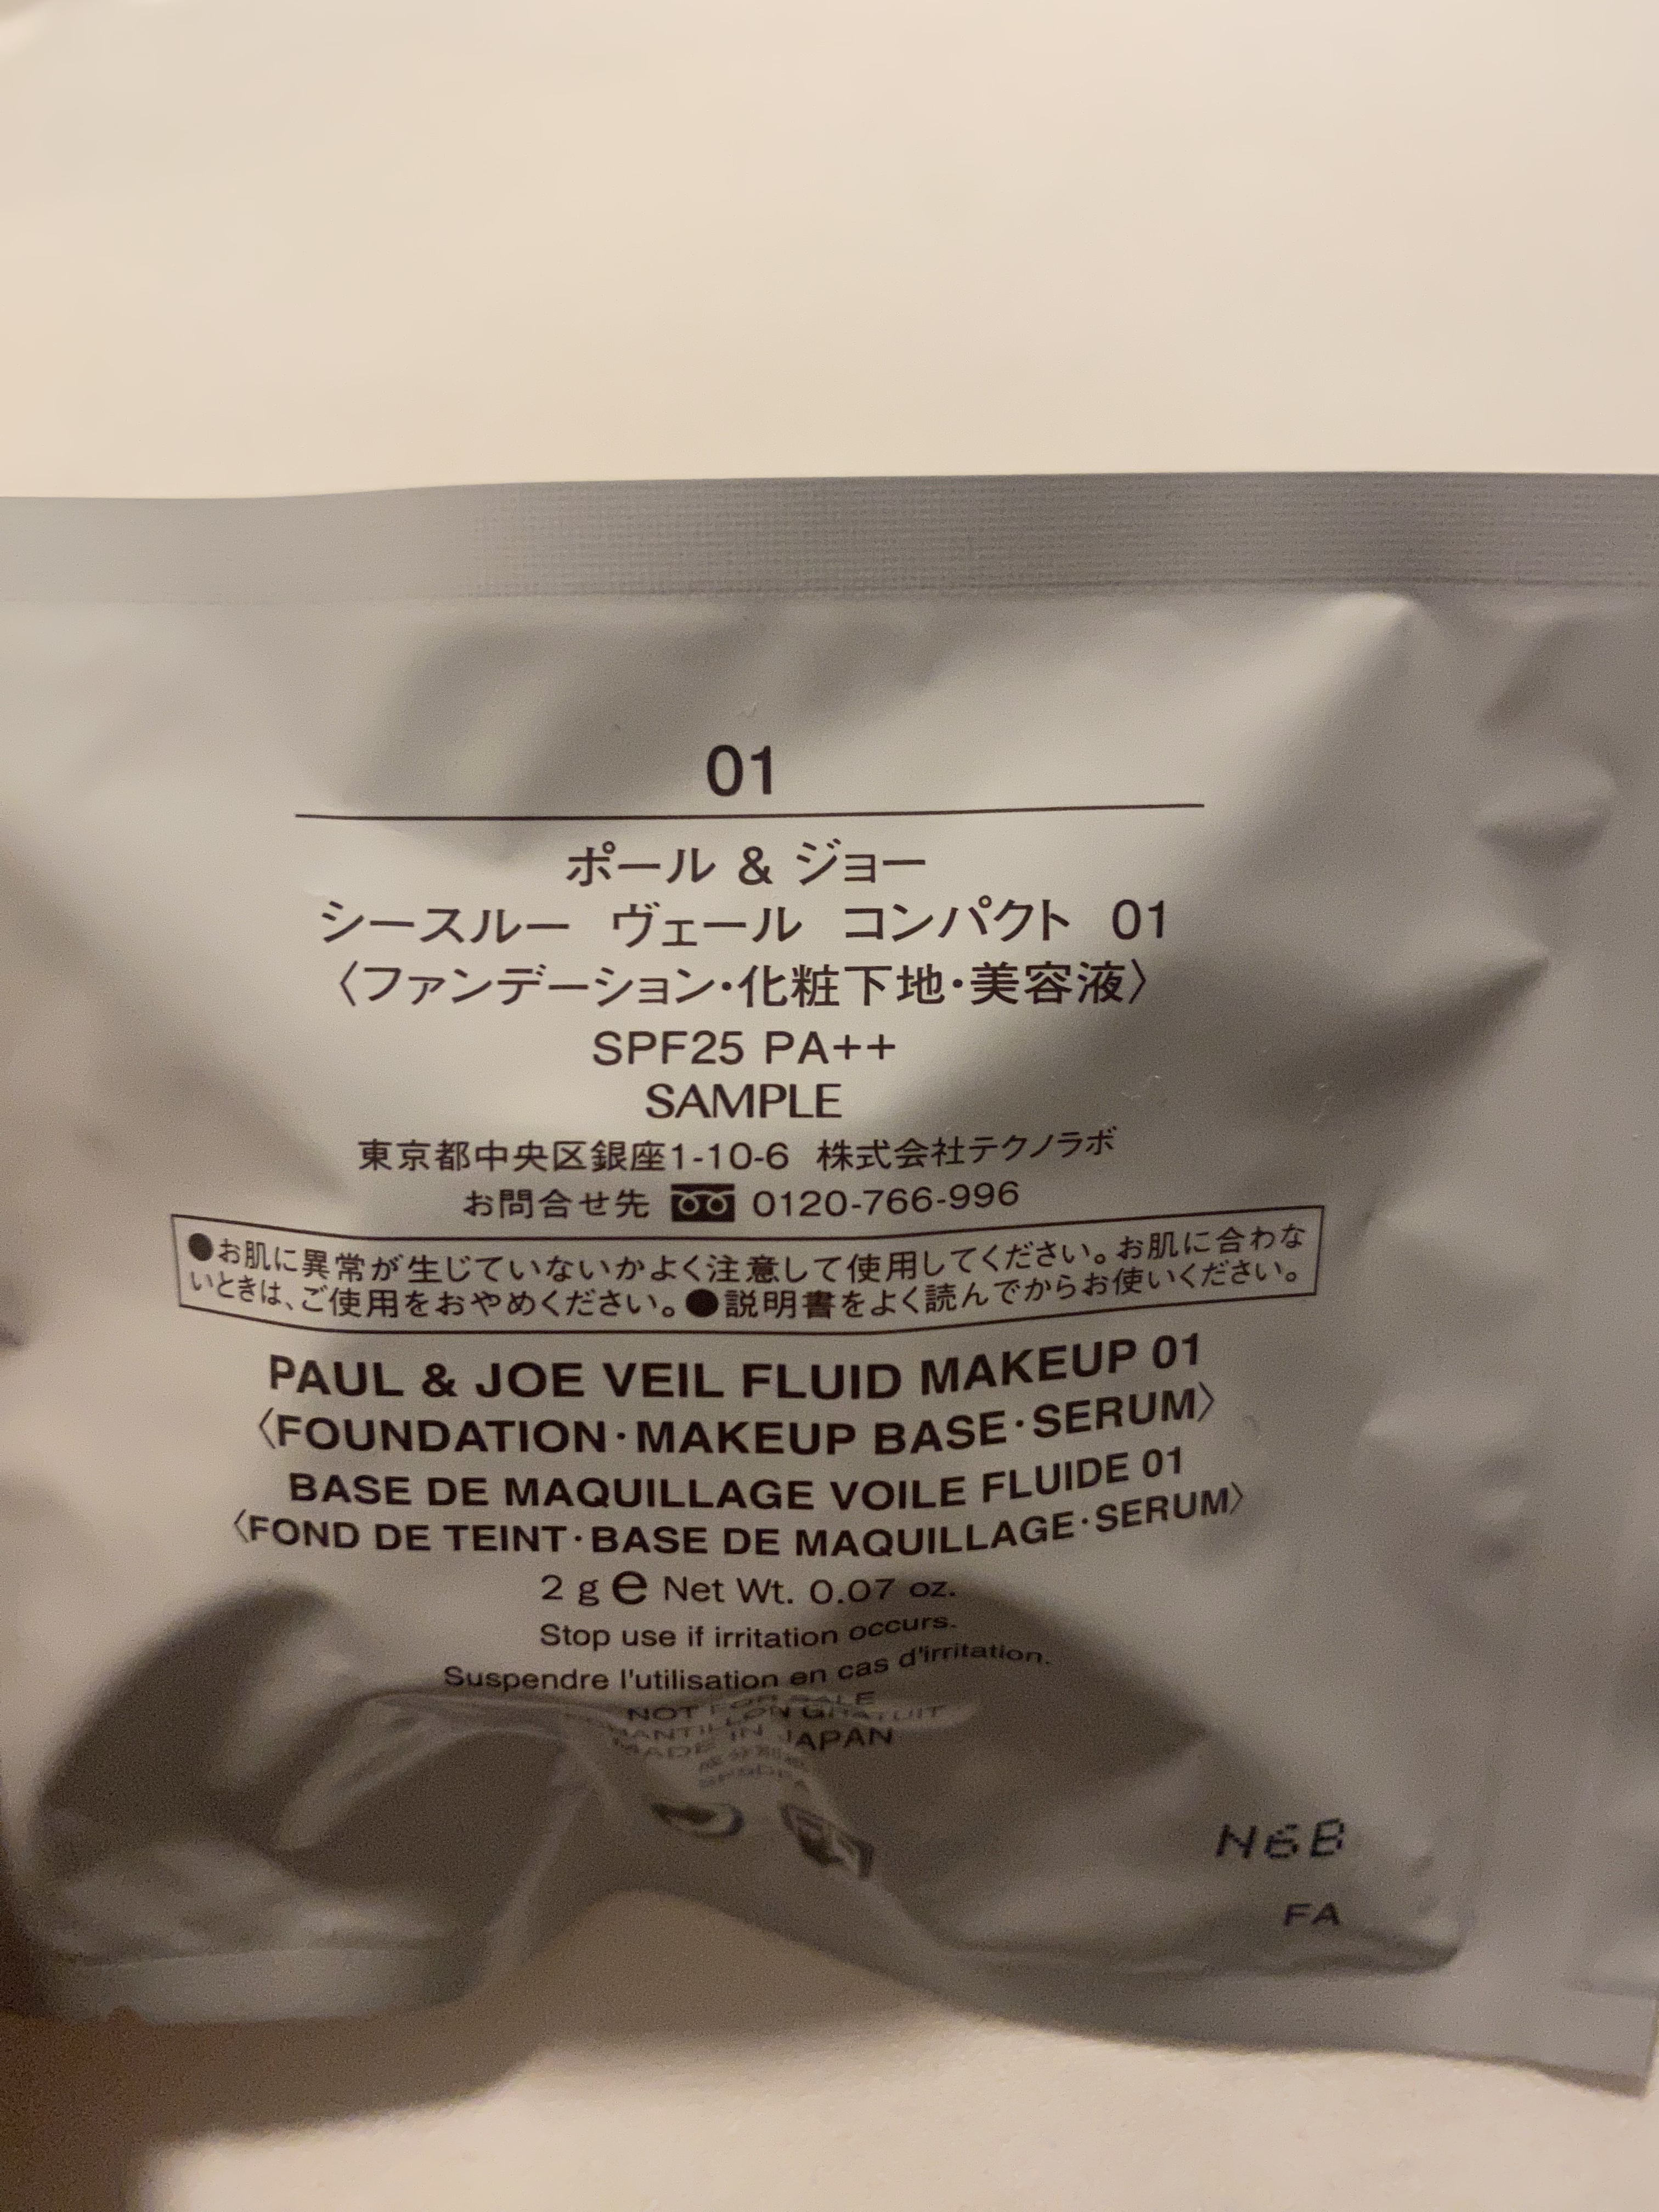 01
ポール & ジョー
シースルー ヴェール コンパクト 01
〈ファンデーション・化粧下地・美容液〉
SPF25 PA++
SAMPLE
東京都中央区銀座1-10-6 株式会社テクノラボ
お問合せ先 0120-766-996
●お肌に異常が生じていないかよく注意して使用してください。お肌に合わな
いときは、ご使用をおやめください。●説明書をよく読んでからお使いください。
PAUL & JOE VEIL FLUID MAKEUP 01
〈FOUNDATION・MAKEUP BASE・SERUM〉
BASE DE MAQUILLAGE VOILE FLUIDE 01
〈FOND DE TEINT・BASE DE MAQUILLAGE・SERUM〉
2 g e Net Wt. 0.07 oz.
Stop use if irritation occurs.
Suspendre l'utilisation en cas d'irritation.
NOT FOR SALE
GRATUIT
MADE IN JAPAN
N6B
FA